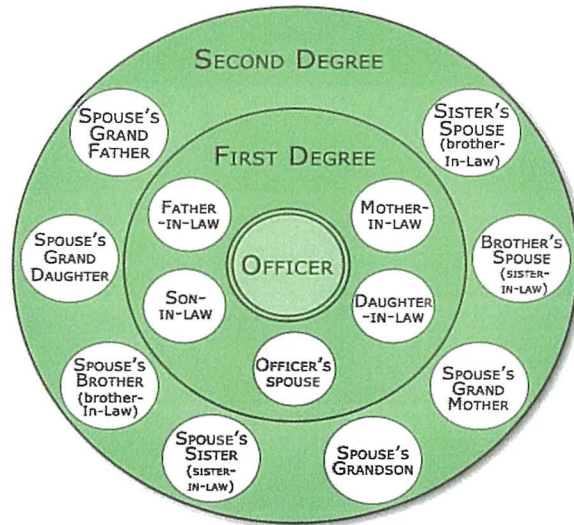 SECOND DEGREE
SPOUSE'S
GRAND
FATHER
SISTER'S
SPOUSE
(brother-
In-Law)
FIRST DEGREE
FATHER
-IN-LAW
MOTHER-
IN-LAW
SPOUSE'S
GRAND
DAUGHTER
OFFICER
BROTHER'S
SPOUSE
(SISTER-
IN-LAW)
SON-
IN-LAW
DAUGHTER
-IN-LAW
OFFICER'S
SPOUSE
SPOUSE'S
BROTHER
(brother-
In-Law)
SPOUSE'S
GRAND
MOTHER
SPOUSE'S
SISTER
(SISTER-
IN-LAW)
SPOUSE'S
GRANDSON